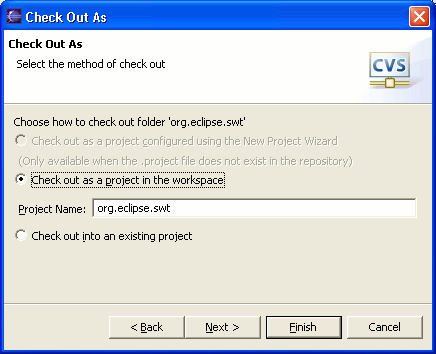 Check Out As
Check Out As
Select the method of check out
CVS
Choose how to check out folder 'org.eclipse.swt'
Check out as a project configured using the New Project Wizard
(Only available when the .project file does not exist in the repository)
Check out as a project in the workspace
Project Name: org.eclipse.swt
Check out into an existing project
< Back Next > Finish Cancel